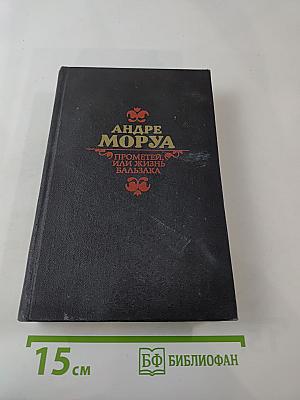 АНДРЕ
МОРУА
ПРОМЕТЕЙ,
ИЛИ ЖИЗНЬ
БАЛЬЗАКА
15 см
БФ БИБЛИОФАН